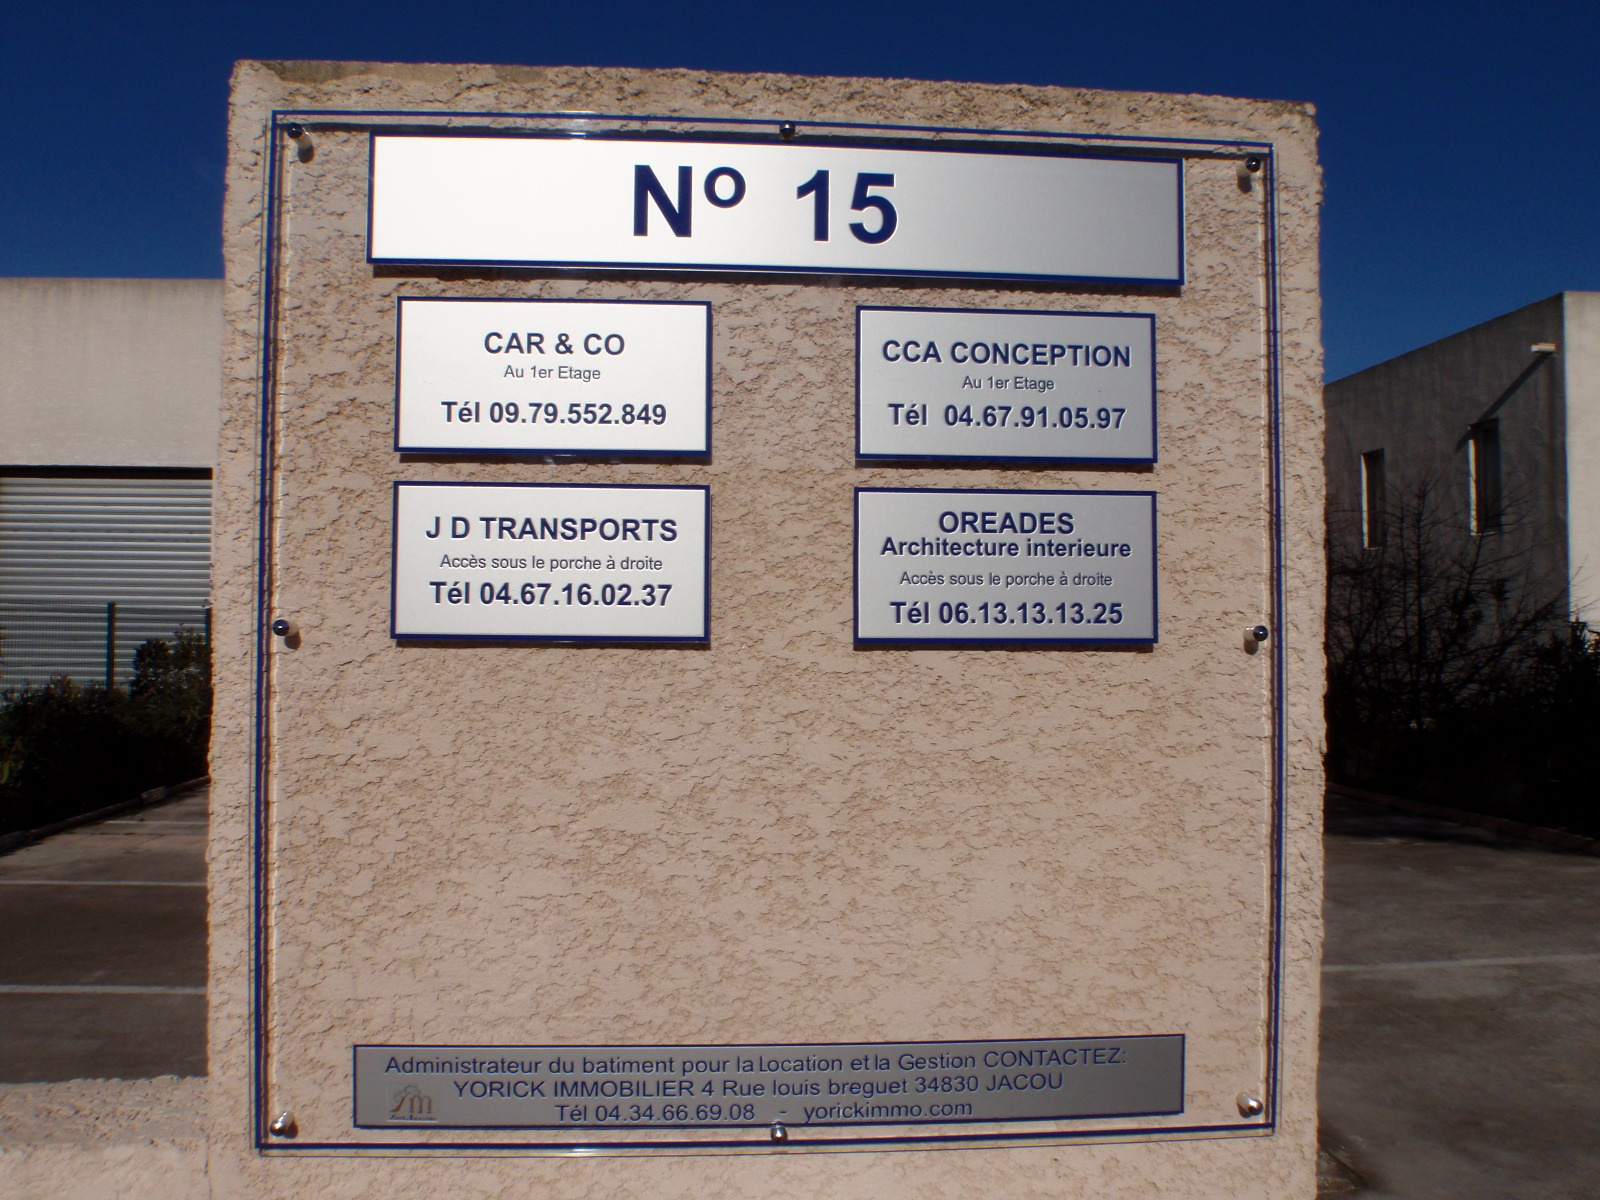 Nº 15
CAR & CO
Au 1er Etage
Tél 09.79.552.849
CCA CONCEPTION
Au 1er Etage
Tél 04.67.91.05.97
J D TRANSPORTS
Accès sous le porche à droite
Tél 04.67.16.02.37
OREADES
Architecture interieure
Accès sous le porche à droite
Tél 06.13.13.13.25
Administrateur du batiment pour la Location et la Gestion CONTACTEZ:
YORICK IMMOBILIER 4 Rue louis breguet 34830 JACOU
Tél 04.34.66.69.08 - yorickimmo.com